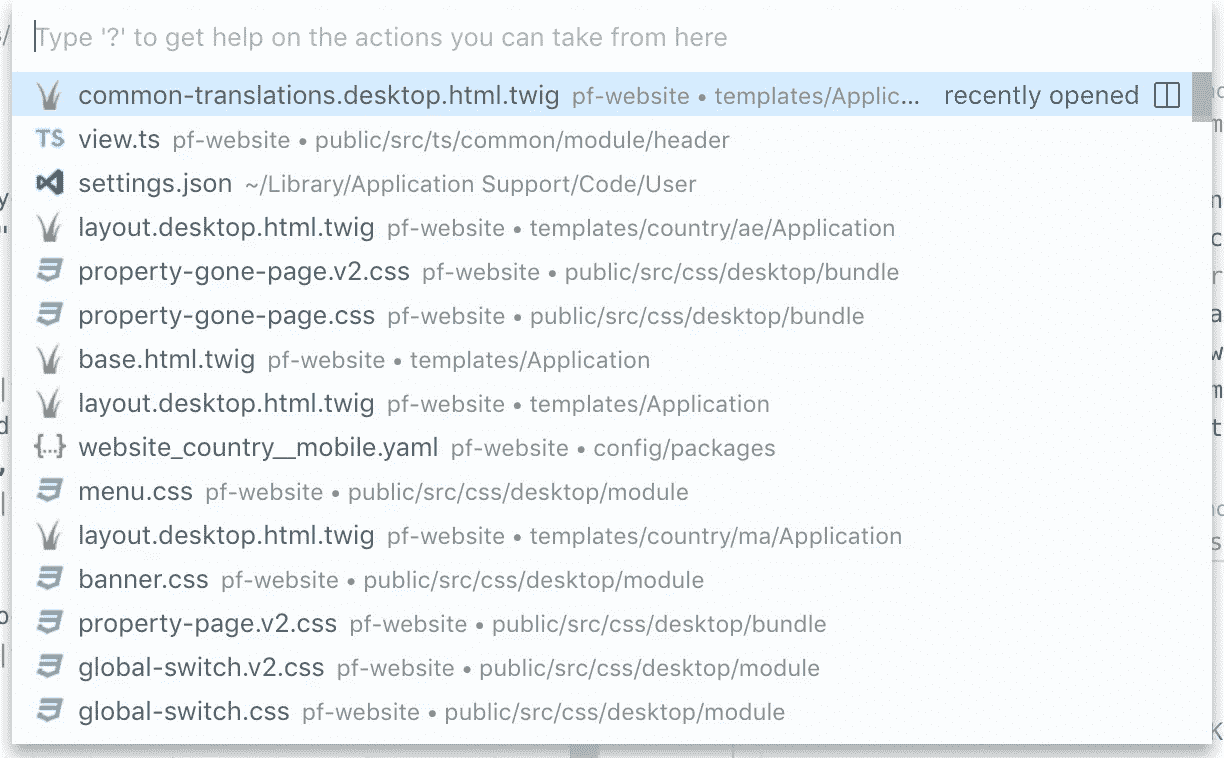 Type '?' to get help on the actions you can take from here
common-translations.desktop.html.twig pf-website • templates/Applic... recently opened
TS view.ts pf-website • public/src/ts/common/module/header
settings.json ~/Library/Application Support/Code/User
layout.desktop.html.twig pf-website • templates/country/ae/Application
property-gone-page.v2.css pf-website • public/src/css/desktop/bundle
property-gone-page.css pf-website • public/src/css/desktop/bundle
base.html.twig pf-website • templates/Application
layout.desktop.html.twig pf-website • templates/Application
{...} website_country__mobile.yaml pf-website • config/packages
menu.css pf-website • public/src/css/desktop/module
layout.desktop.html.twig pf-website • templates/country/ma/Application
banner.css pf-website • public/src/css/desktop/module
property-page.v2.css pf-website • public/src/css/desktop/bundle
global-switch.v2.css pf-website • public/src/css/desktop/module
global-switch.css pf-website • public/src/css/desktop/module